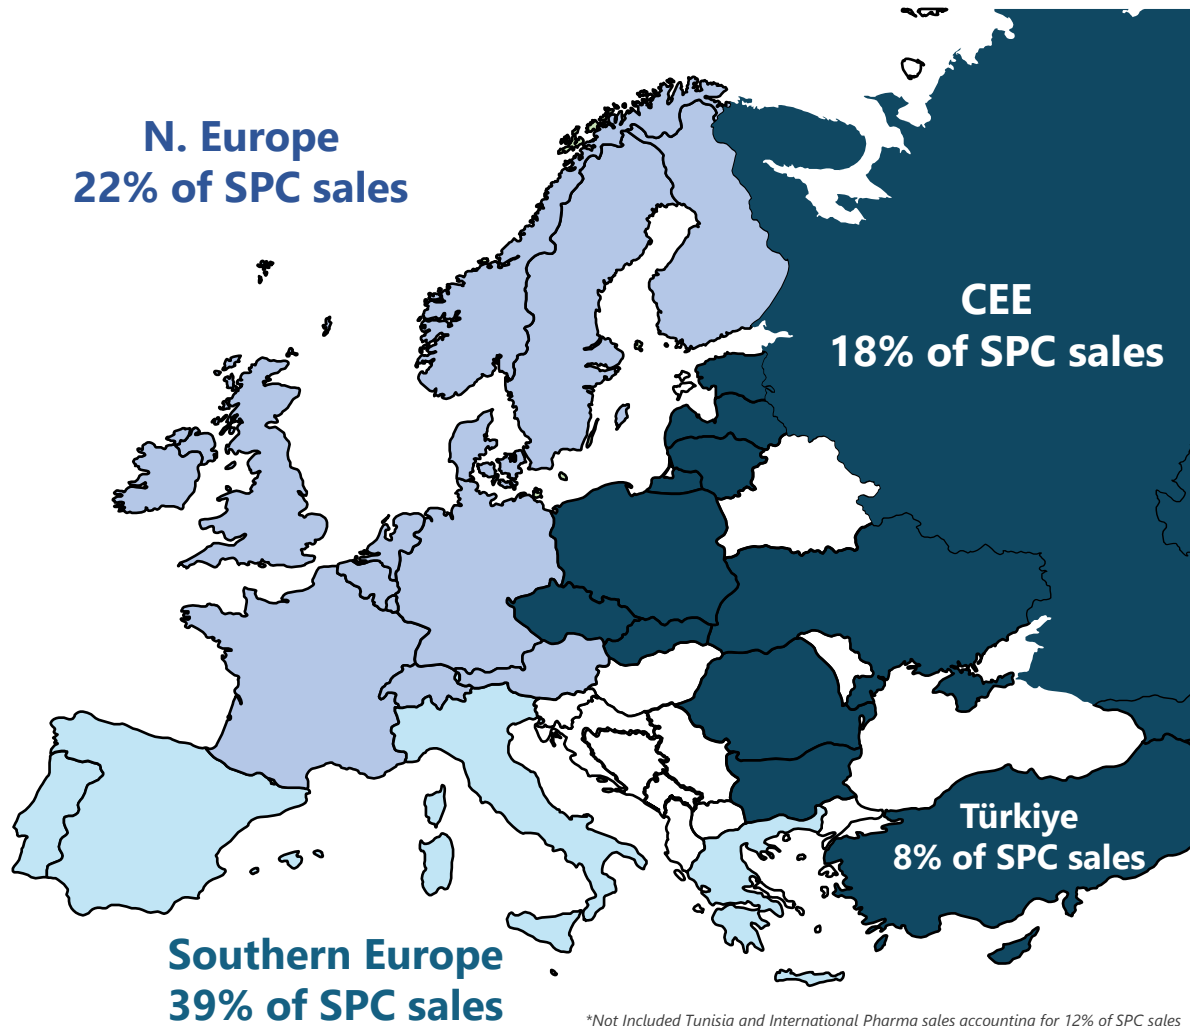 N. Europe
22% of SPC sales
CEE
18% of SPC sales
Türkiye
8% of SPC sales
Southern Europe
39% of SPC sales
*Not Included Tunisia and International Pharma sales accounting for 12% of SPC sales